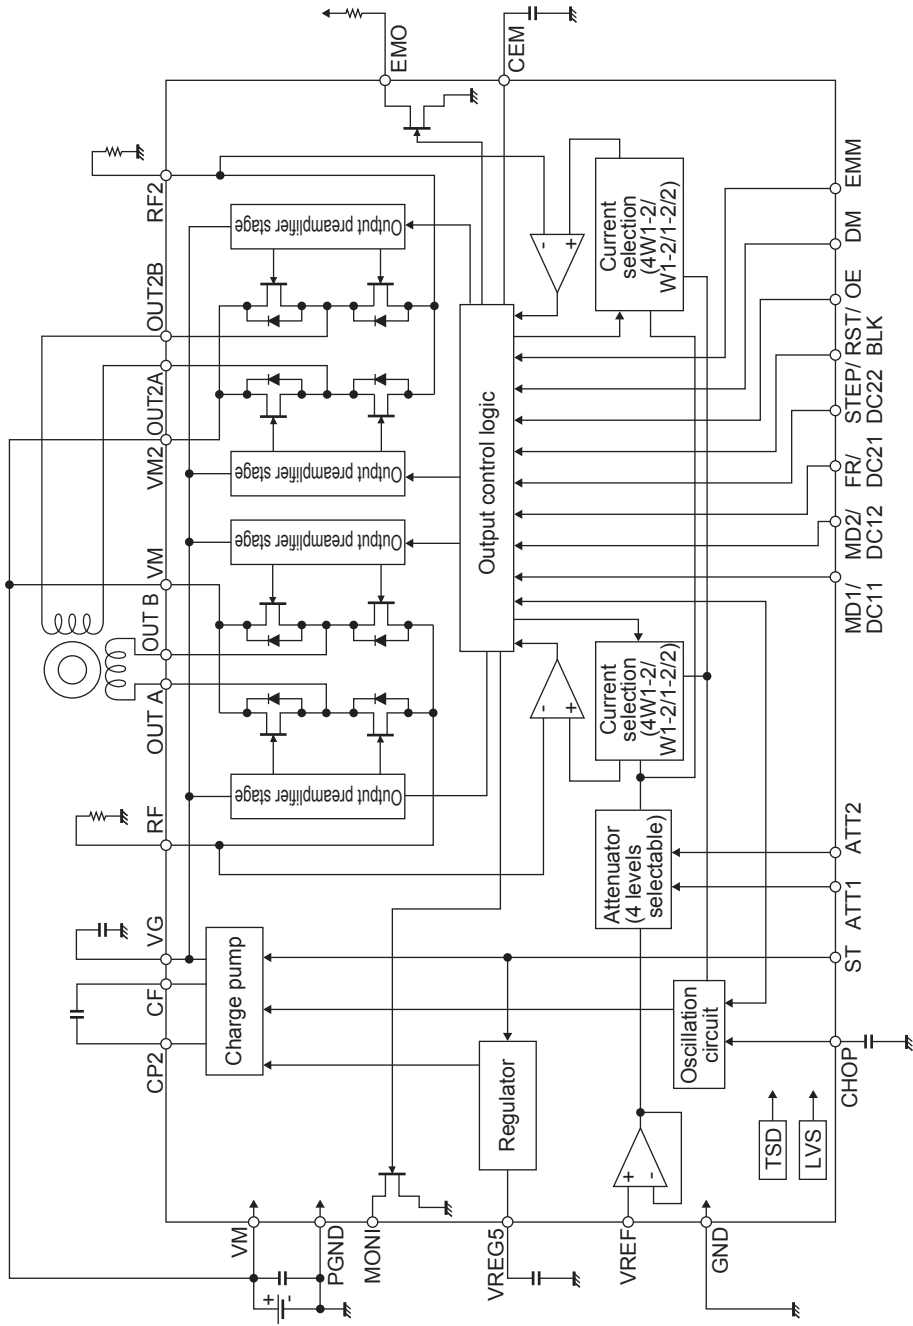 EMO
CEM
RF2
OUT2B
OUT2A
VM2
VM
OUT B
OUT A
RF
VG
CF
CP2
Output preamplifier stage
Output preamplifier stage
Output preamplifier stage
Output preamplifier stage
-
+
Current
selection
(4W1-2/
W1-2/1-2/2)
Output control logic
-
+
Current
selection
(4W1-2/
W1-2/1-2/2)
Attenuator
(4 levels
selectable)
Charge pump
Regulator
Oscillation
circuit
+
-
TSD
LVS
EMM
DM
OE
RST/
BLK
STEP/
DC22
FR/
DC21
MD2/
DC12
MD1/
DC11
ATT2
ATT1
ST
CHOP
+
-
VM
PGND
MONI
VREG5
VREF
GND